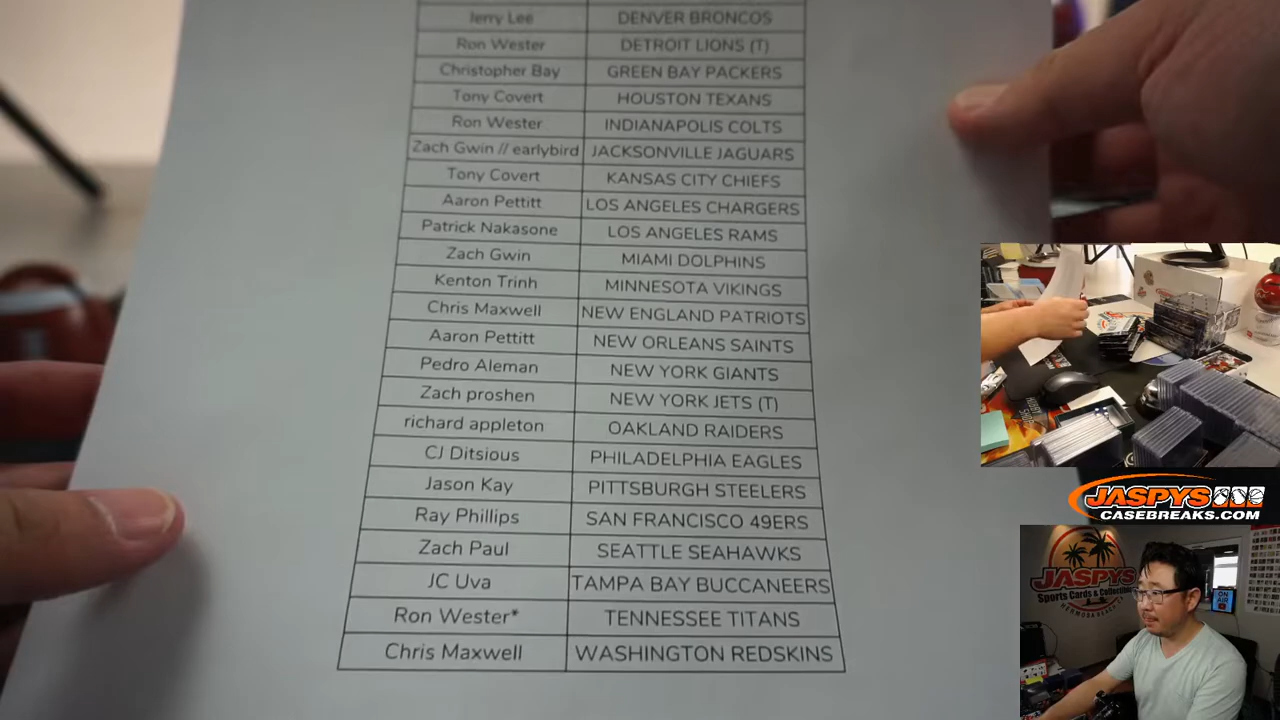 Jerry Lee DENVER BRONCOS
Ron Wester DETROIT LIONS (T)
Christopher Bay GREEN BAY PACKERS
Tony Covert HOUSTON TEXANS
Ron Wester INDIANAPOLIS COLTS
Zach Gwin // earlybird JACKSONVILLE JAGUARS
Tony Covert KANSAS CITY CHIEFS
Aaron Pettitt LOS ANGELES CHARGERS
Patrick Nakasone LOS ANGELES RAMS
Zach Gwin MIAMI DOLPHINS
Kenton Trinh MINNESOTA VIKINGS
Chris Maxwell NEW ENGLAND PATRIOTS
Aaron Pettitt NEW ORLEANS SAINTS
Pedro Aleman NEW YORK GIANTS
Zach proshen NEW YORK JETS (T)
richard appleton OAKLAND RAIDERS
CJ Ditsious PHILADELPHIA EAGLES
Jason Kay PITTSBURGH STEELERS
Ray Phillips SAN FRANCISCO 49ERS
Zach Paul SEATTLE SEAHAWKS
JC Uva TAMPA BAY BUCCANEERS
Ron Wester* TENNESSEE TITANS
Chris Maxwell WASHINGTON REDSKINS
JASPYS
CASEBREAKS.COM
JASPYS
Sports Cards & Collectibles
HERMOSA BEACH
ON AIR